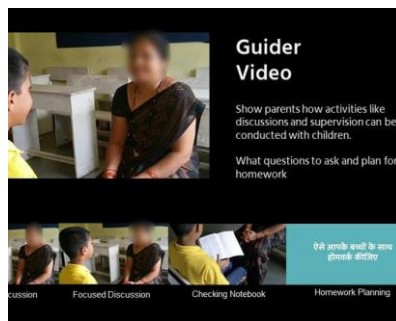 Guider
Video
Show parents how activities like
discussions and supervision can be
conducted with children.
What questions to ask and plan for
homework
ऐसे आपके बच्चों के साथ
होमवर्क कीजिए
cussion
Focused Discussion
Checking Notebook
Homework Planning